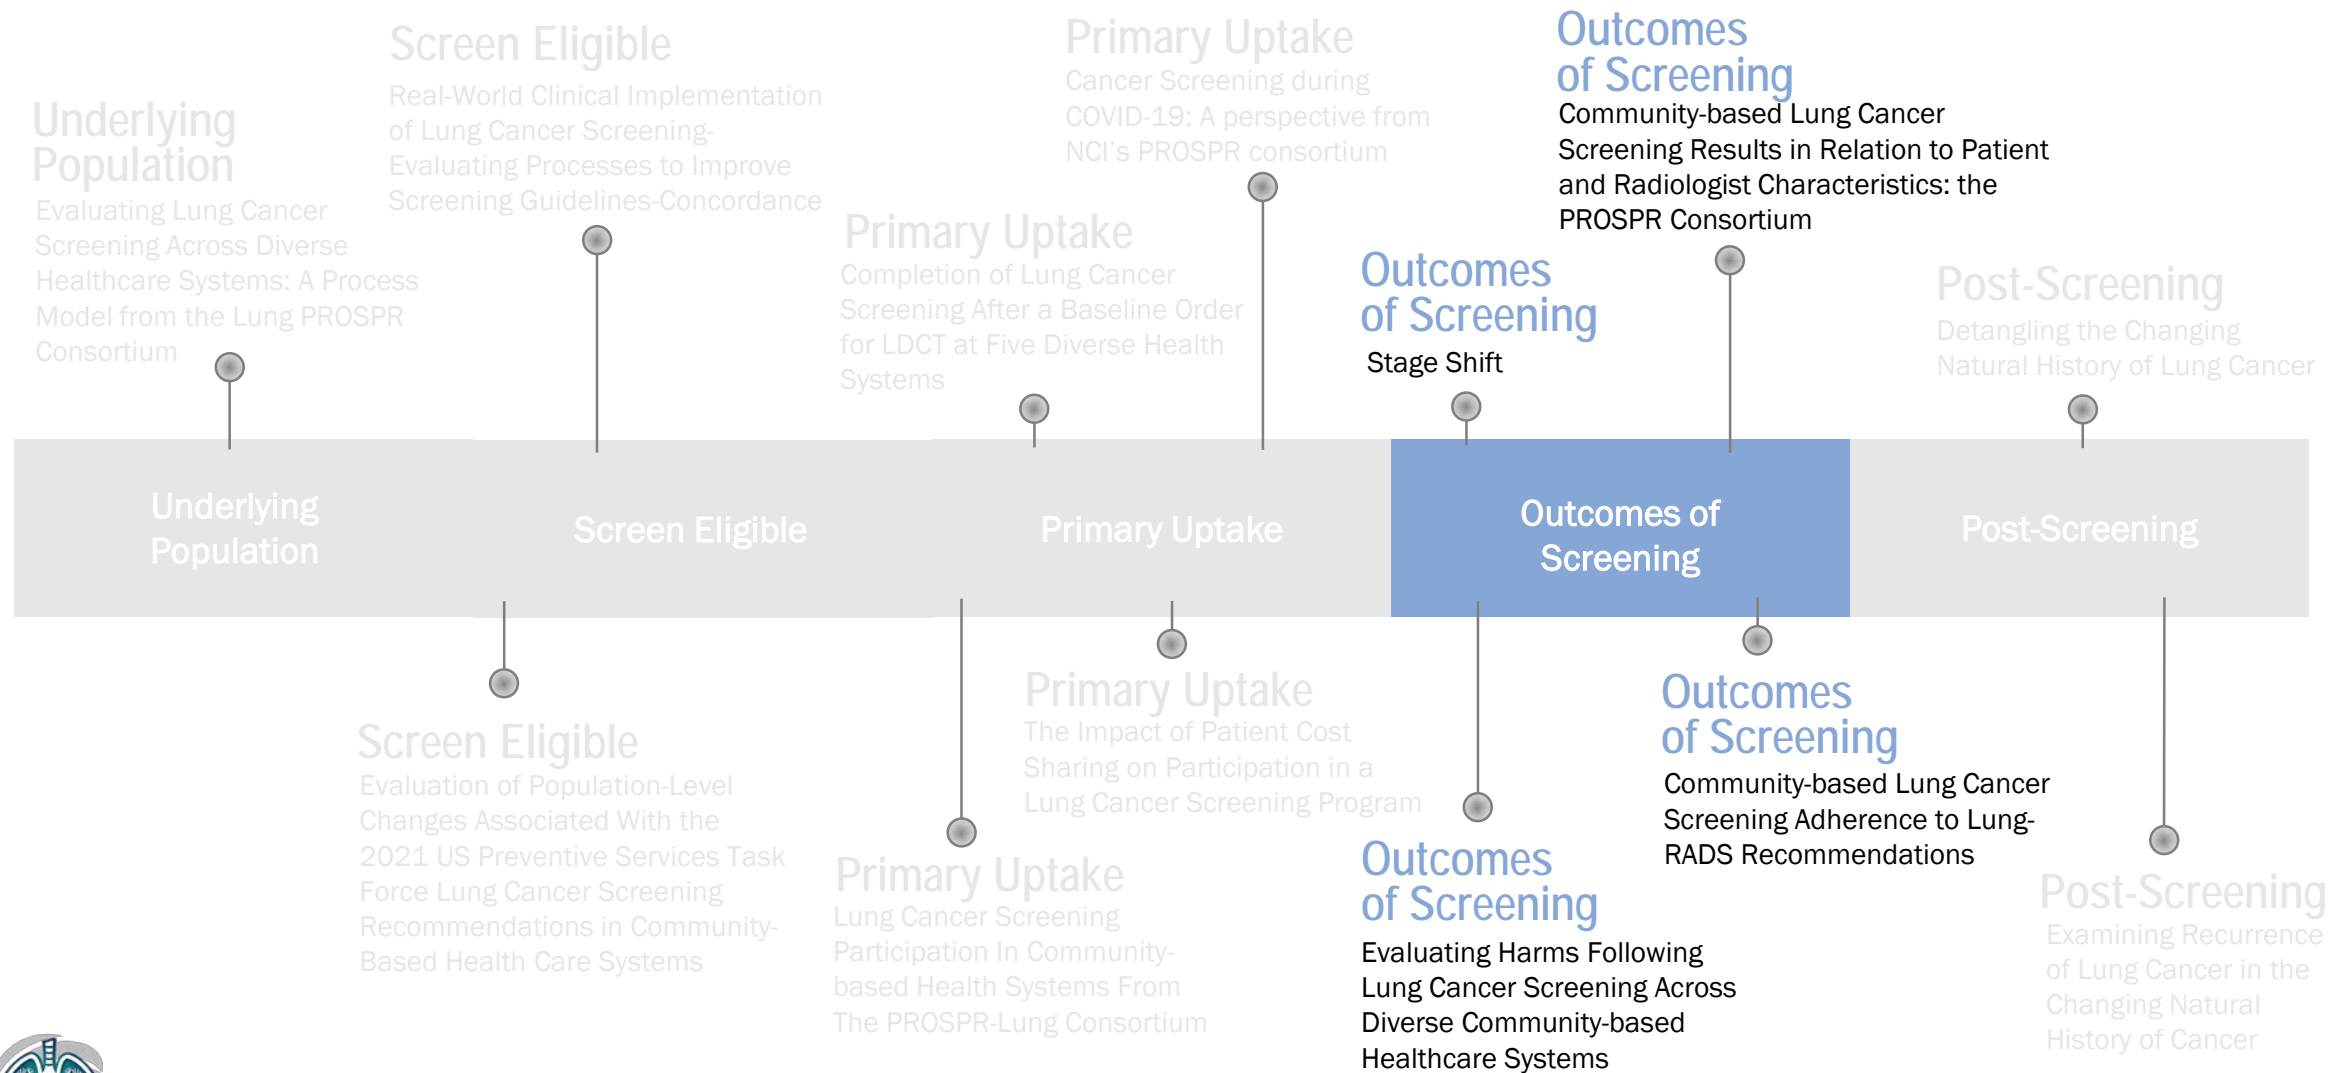 Underlying
Population
Evaluating Lung Cancer
Screening Across Diverse
Healthcare Systems: A Process
Model from the Lung PROSPR
Consortium
Screen Eligible
Real-World Clinical Implementation
of Lung Cancer Screening-
Evaluating Processes to Improve
Screening Guidelines-Concordance
Primary Uptake
Completion of Lung Cancer
Screening After a Baseline Order
for LDCT at Five Diverse Health
Systems
Primary Uptake
Cancer Screening during
COVID-19: A perspective from
NCI's PROSPR consortium
Outcomes
of Screening
Stage Shift
Outcomes
of Screening
Community-based Lung Cancer
Screening Results in Relation to Patient
and Radiologist Characteristics: the
PROSPR Consortium
Post-Screening
Detangling the Changing
Natural History of Lung Cancer
Underlying
Population
Screen Eligible
Primary Uptake
Outcomes of
Screening
Post-Screening
Screen Eligible
Evaluation of Population-Level
Changes Associated With the
2021 US Preventive Services Task
Force Lung Cancer Screening
Recommendations in Community-
Based Health Care Systems
Primary Uptake
Lung Cancer Screening
Participation In Community-
based Health Systems From
The PROSPR-Lung Consortium
Primary Uptake
The Impact of Patient Cost
Sharing on Participation in a
Lung Cancer Screening Program
Outcomes
of Screening
Evaluating Harms Following
Lung Cancer Screening Across
Diverse Community-based
Healthcare Systems
Outcomes
of Screening
Community-based Lung Cancer
Screening Adherence to Lung-
RADS Recommendations
Post-Screening
Examining Recurrence
of Lung Cancer in the
Changing Natural
History of Cancer